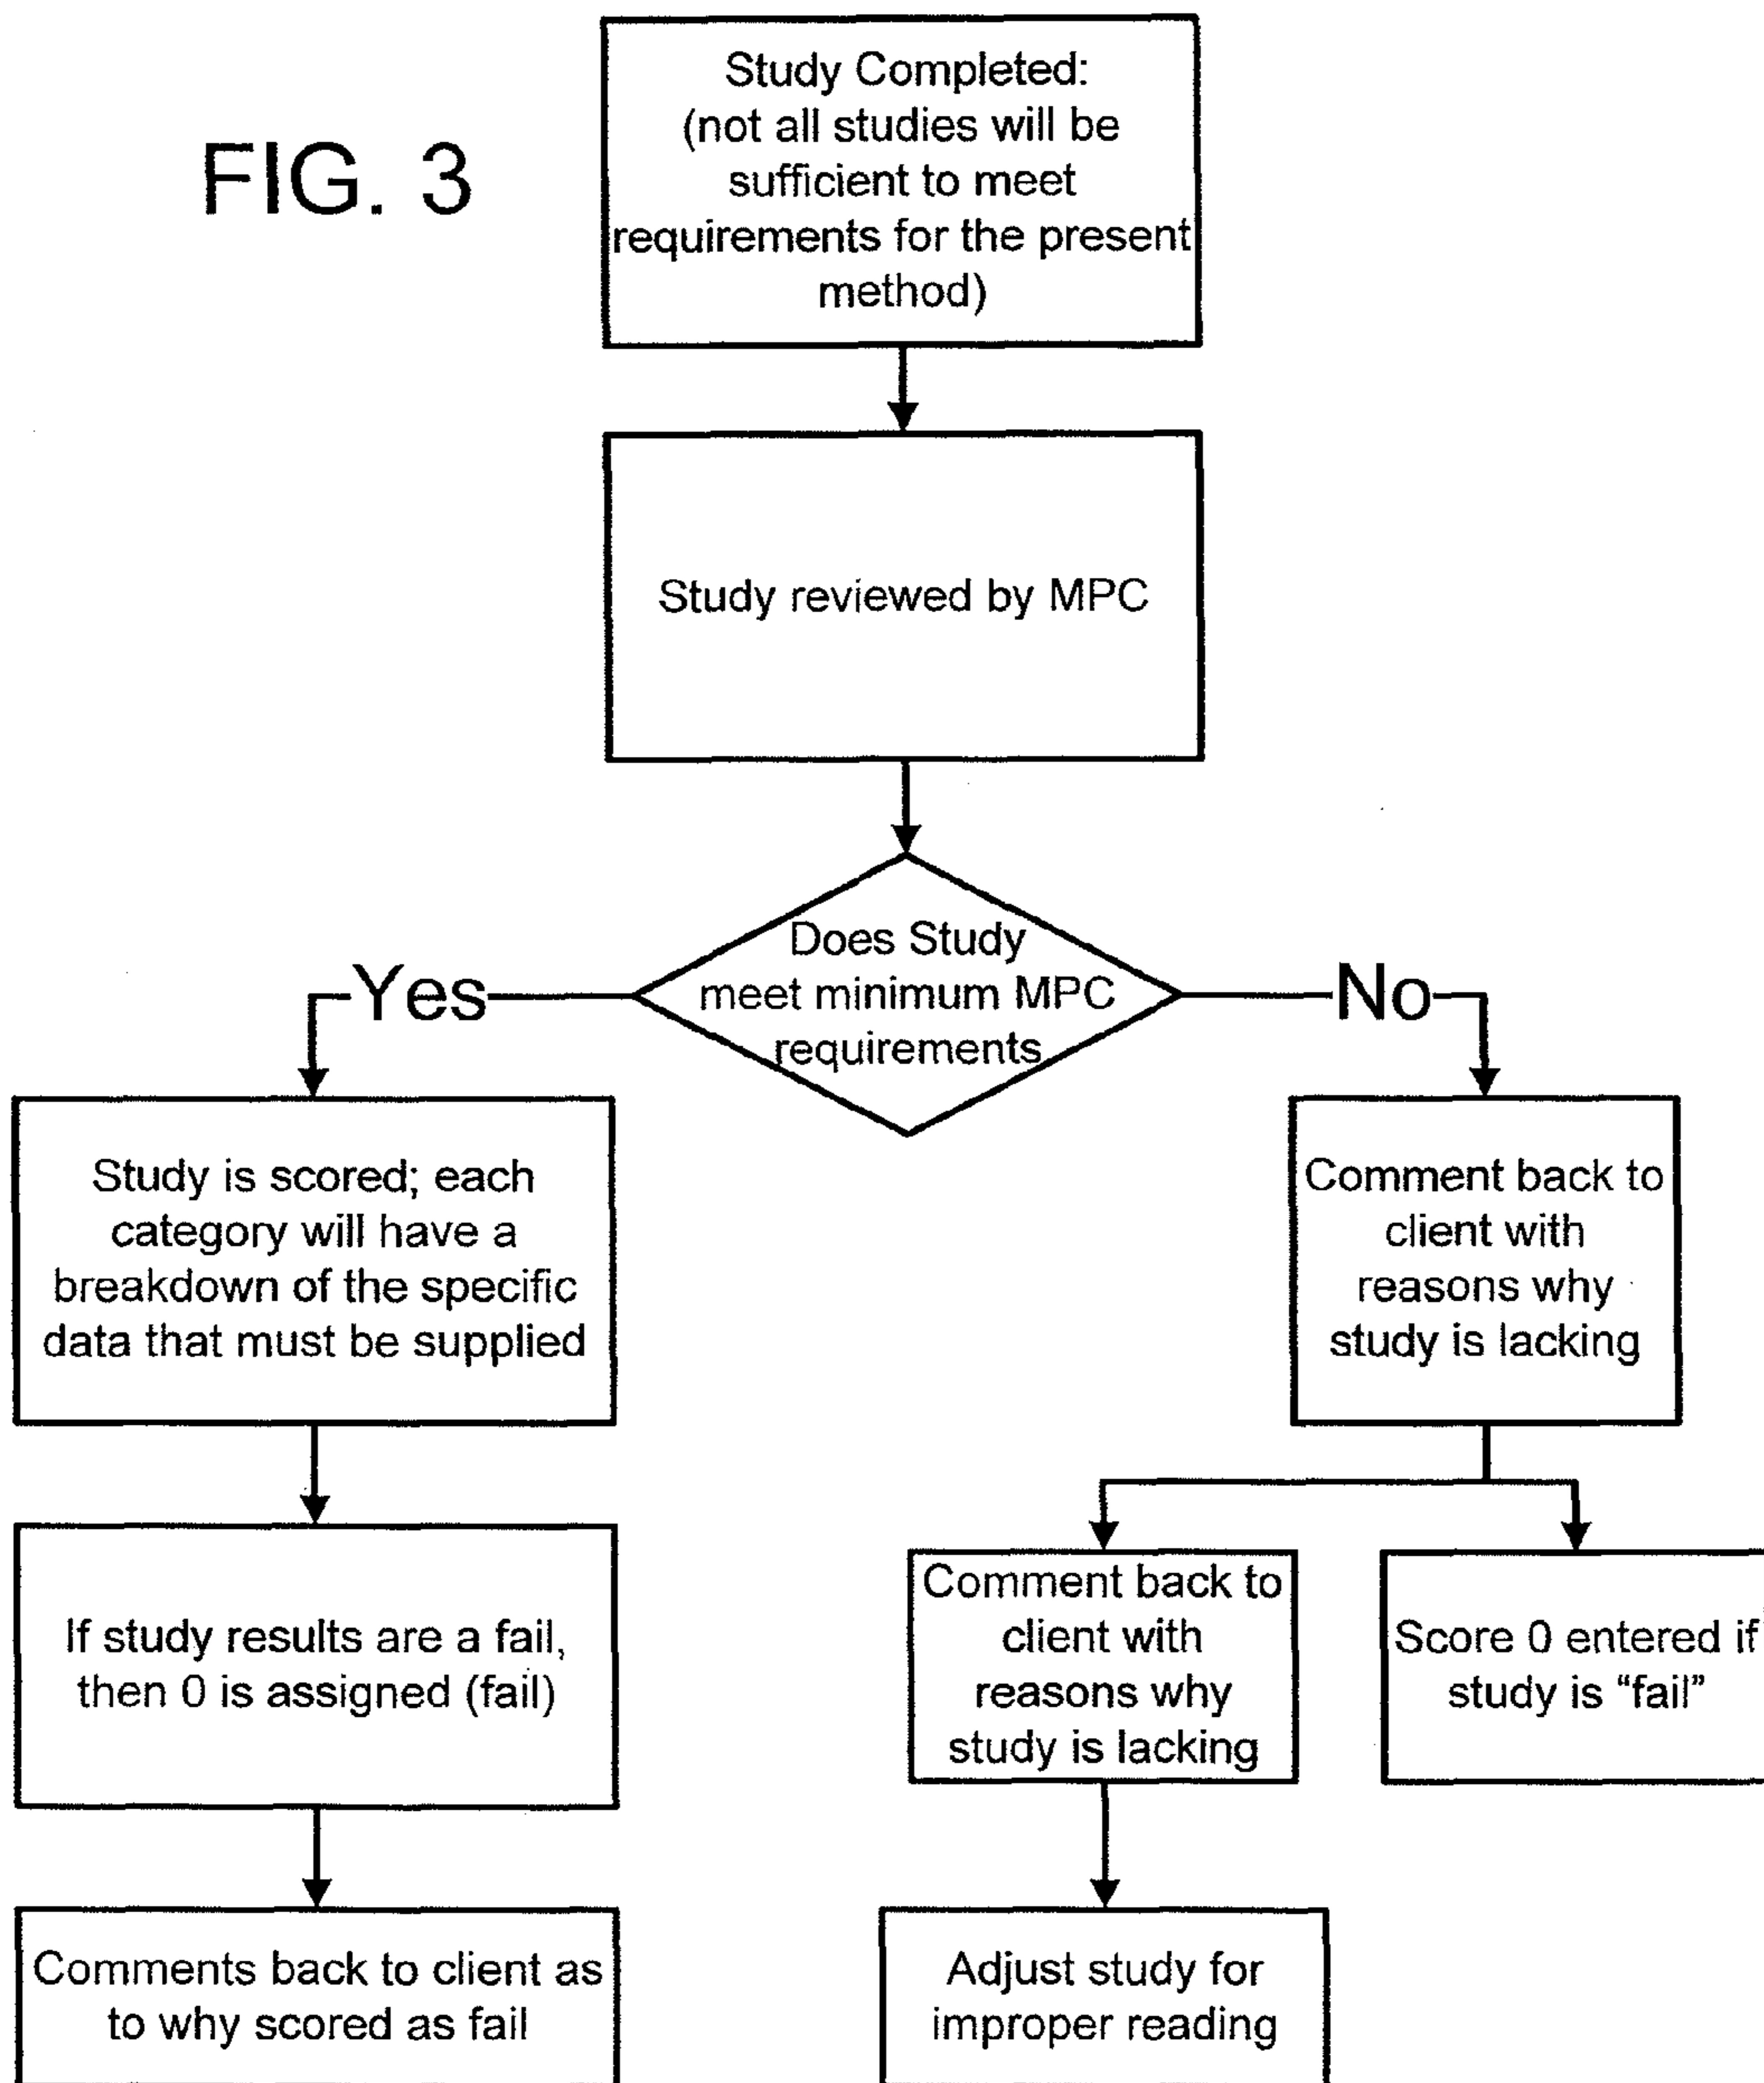 FIG. 3
Study Completed:
(not all studies will be
sufficient to meet
requirements for the present
method)
Study reviewed by MPC
Does Study
meet minimum MPC
requirements
Yes
No
Study is scored; each
category will have a
breakdown of the specific
data that must be supplied
Comment back to
client with
reasons why
study is lacking
If study results are a fail,
then 0 is assigned (fail)
Comment back to
client with
reasons why
study is lacking
Score 0 entered if
study is “fail”
Comments back to client as
to why scored as fail
Adjust study for
improper reading